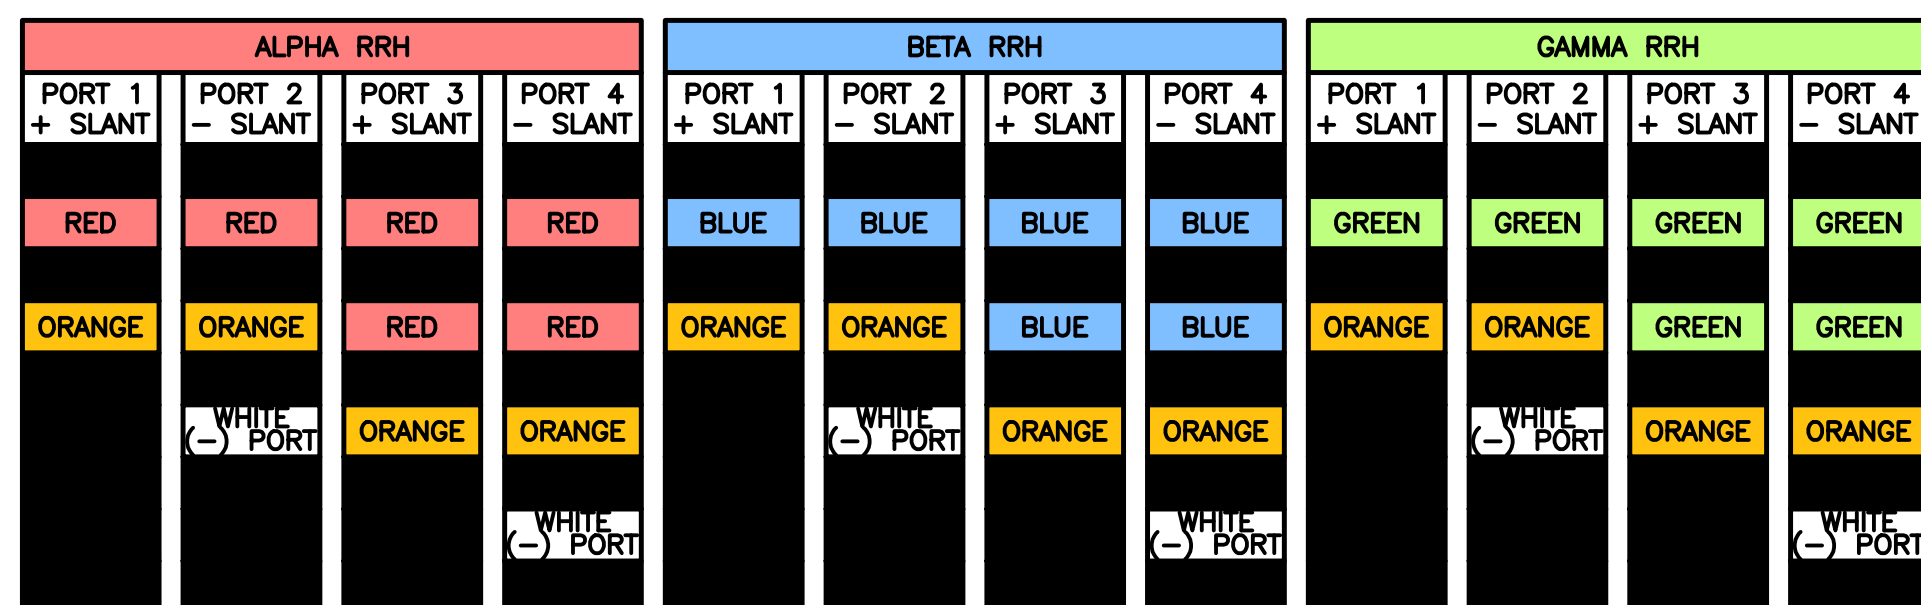 ALPHA RRH BETA RRH GAMMA RRH
PORT 1 PORT 2 PORT 3 PORT 4 PORT 1 PORT 2 PORT 3 PORT 4 PORT 1 PORT 2 PORT 3 PORT 4
+ SLANT - SLANT + SLANT - SLANT + SLANT - SLANT + SLANT - SLANT + SLANT - SLANT + SLANT - SLANT
RED RED RED RED BLUE BLUE BLUE BLUE GREEN GREEN GREEN GREEN
ORANGE ORANGE RED RED ORANGE ORANGE BLUE BLUE ORANGE ORANGE GREEN GREEN
WHITE ORANGE ORANGE WHITE ORANGE ORANGE WHITE ORANGE ORANGE
(-) PORT (-) PORT (-) PORT
WHITE WHITE WHITE
(-) PORT (-) PORT (-) PORT